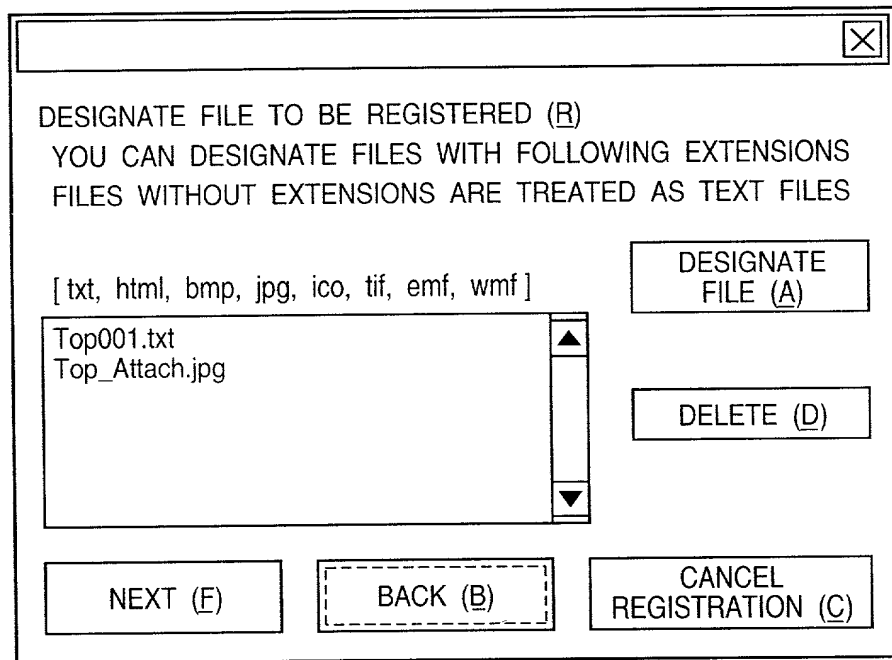 DESIGNATE FILE TO BE REGISTERED (R)
YOU CAN DESIGNATE FILES WITH FOLLOWING EXTENSIONS
FILES WITHOUT EXTENSIONS ARE TREATED AS TEXT FILES
[ txt, html, bmp, jpg, ico, tif, emf, wmf ]
DESIGNATE
FILE (A)
Top001.txt
Top_Attach.jpg
DELETE (D)
NEXT (F)
BACK (B)
CANCEL
REGISTRATION (C)